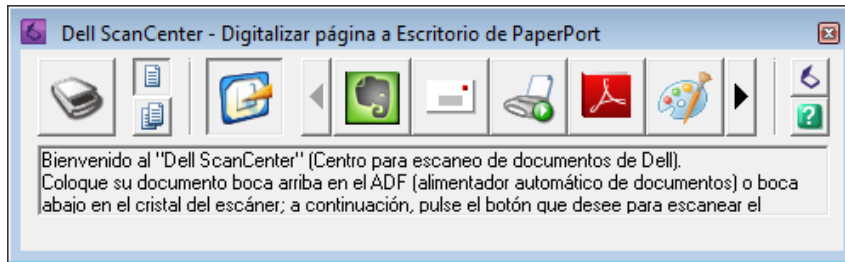 Dell ScanCenter - Digitalizar página a Escritorio de PaperPort
Bienvenido al "Dell ScanCenter" (Centro para escaneo de documentos de Dell).
Coloque su documento boca arriba en el ADF (alimentador automático de documentos) o boca
abajo en el cristal del escáner; a continuación, pulse el botón que desee para escanear el